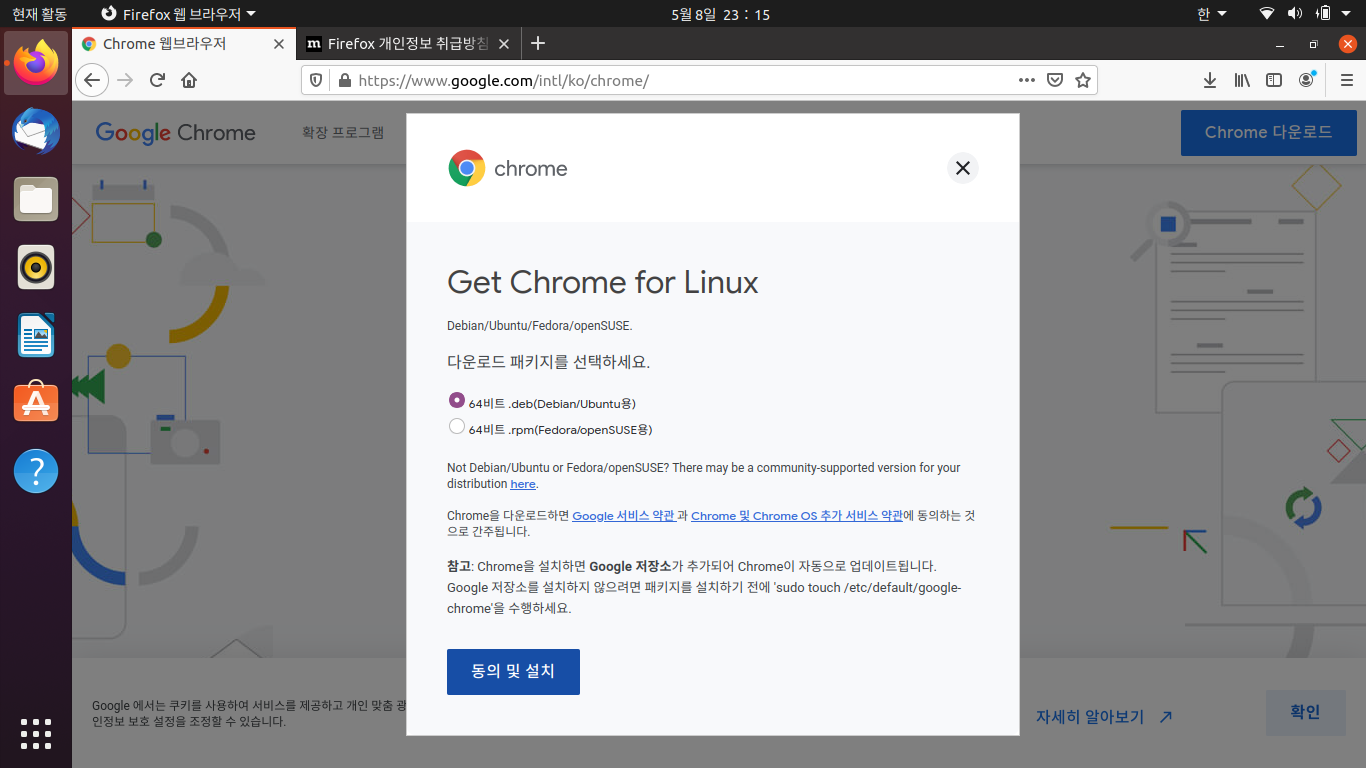 현재 활동
Firefox 웹 브라우저
5월 8일 23 : 15
한
Chrome 웹브라우저
Firefox 개인정보 취급방침
https://www.google.com/intl/ko/chrome/
Google Chrome
확장 프로그램
Chrome 다운로드
chrome
Get Chrome for Linux
Debian/Ubuntu/Fedora/openSUSE.
다운로드 패키지를 선택하세요.
64비트 .deb(Debian/Ubuntu용)
64비트 .rpm(Fedora/openSUSE용)
Not Debian/Ubuntu or Fedora/openSUSE? There may be a community-supported version for your
distribution here.
Chrome을 다운로드하면 Google 서비스 약관 과 Chrome 및 Chrome OS 추가 서비스 약관에 동의하는 것
으로 간주됩니다.
참고: Chrome을 설치하면 Google 저장소가 추가되어 Chrome이 자동으로 업데이트됩니다.
Google 저장소를 설치하지 않으려면 패키지를 설치하기 전에 'sudo touch /etc/default/google-
chrome'을 수행하세요.
동의 및 설치
Google 에서는 쿠키를 사용하여 서비스를 제공하고 개인 맞춤 광
인정보 보호 설정을 조정할 수 있습니다.
자세히 알아보기
확인